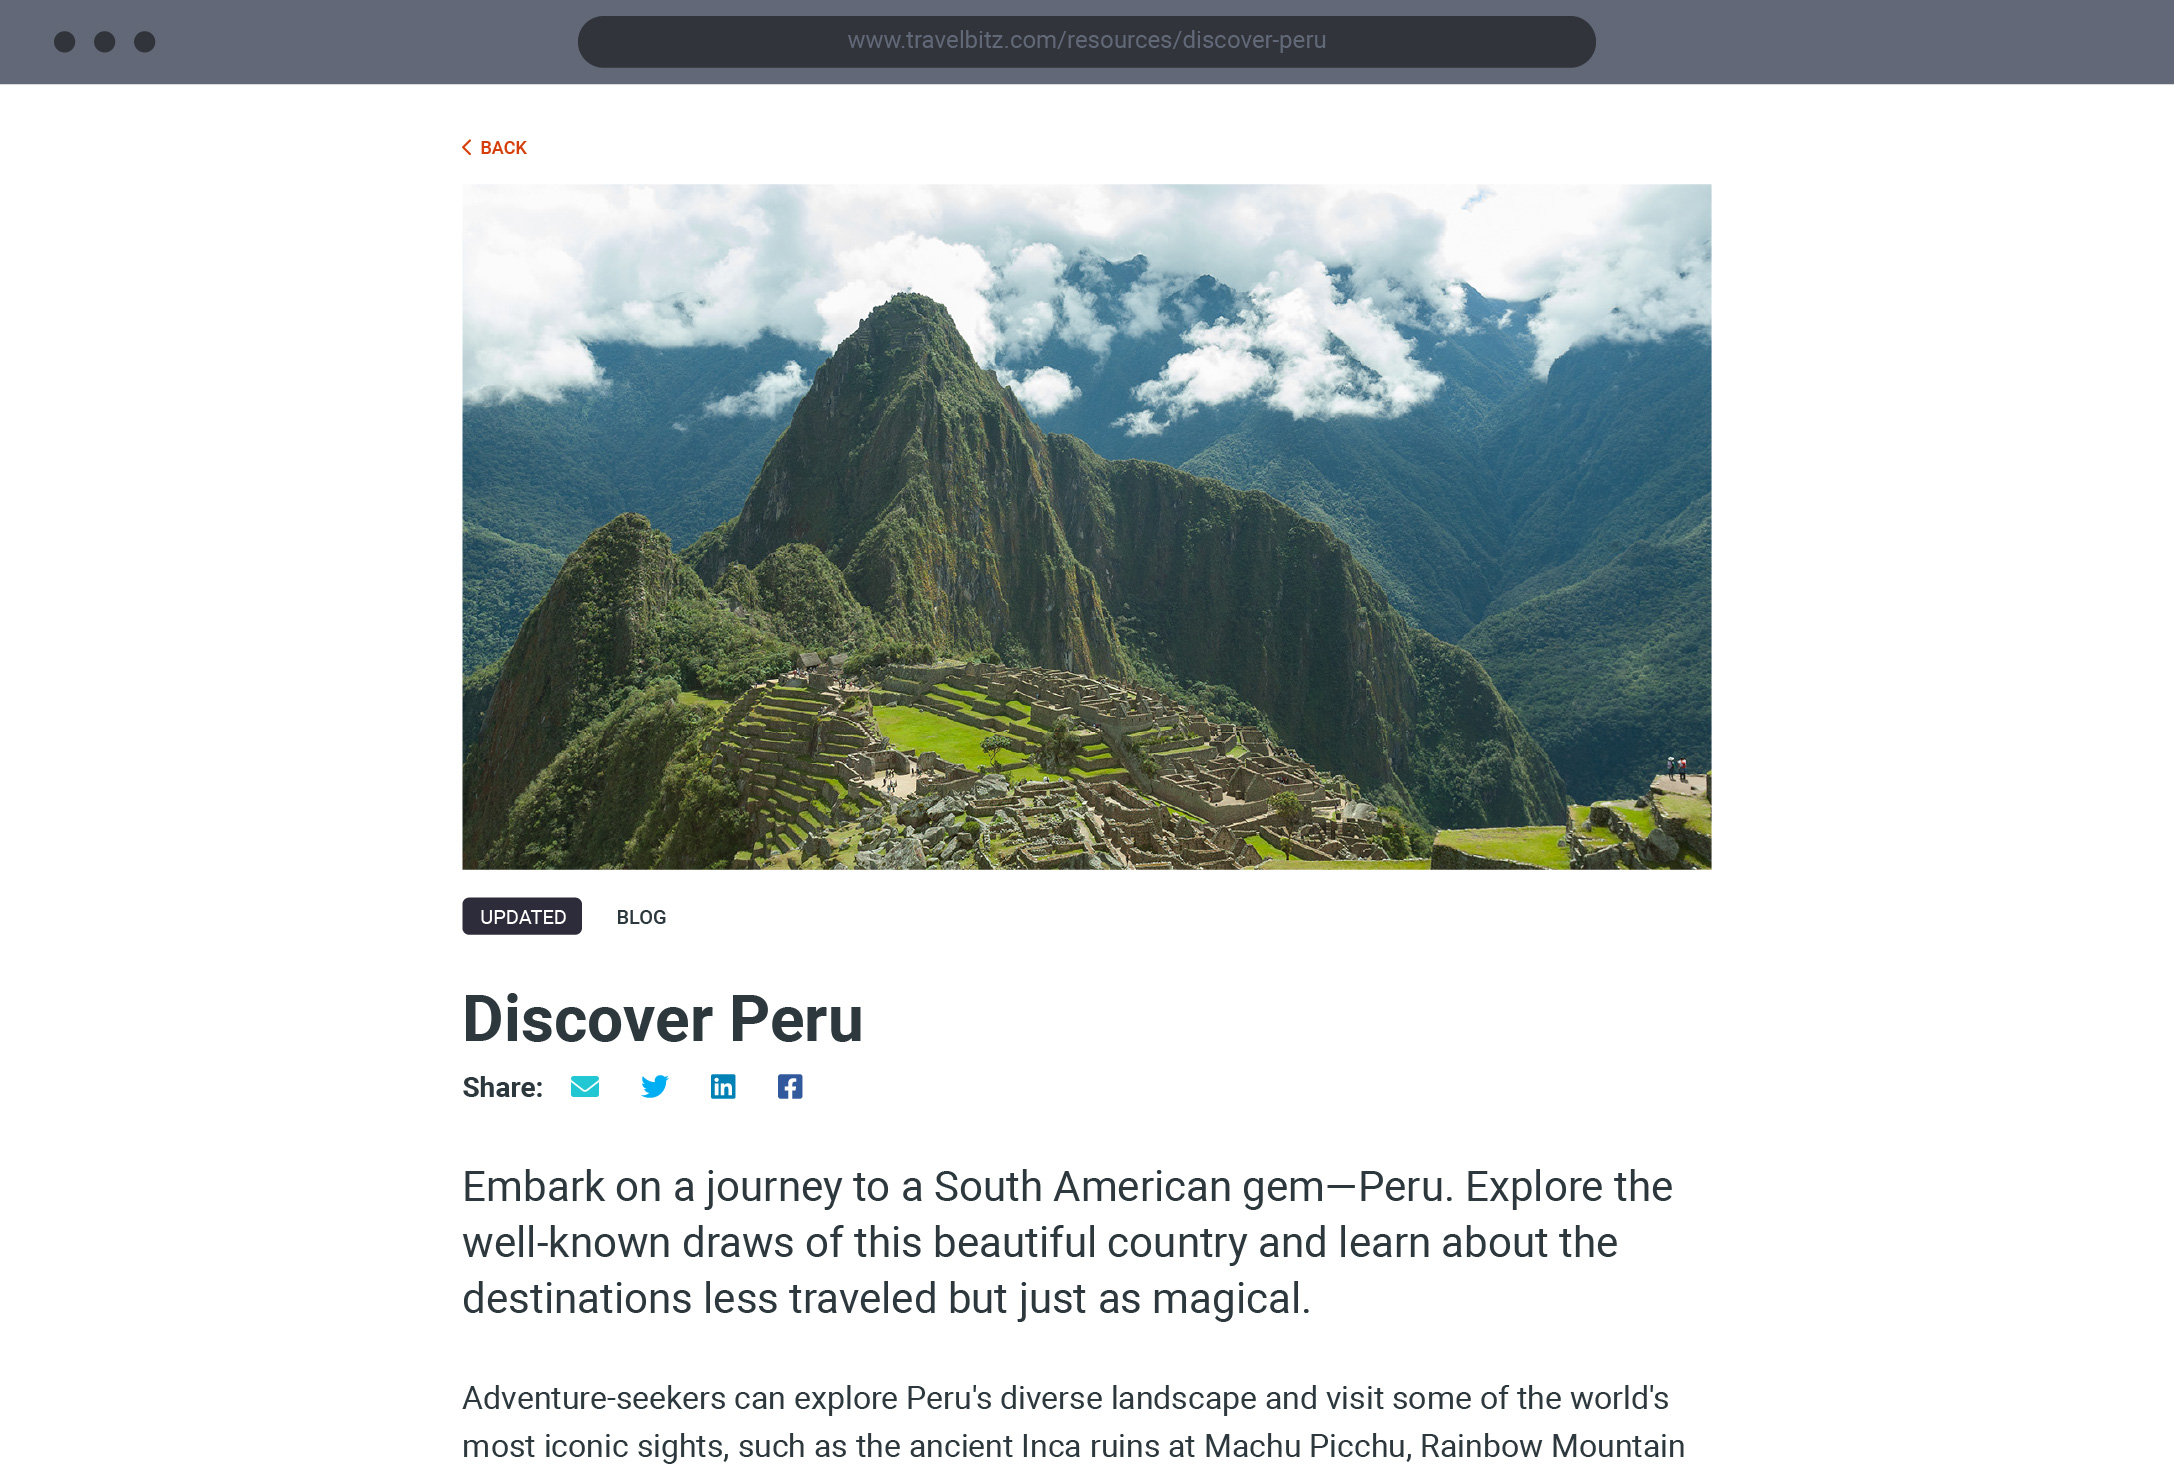 www.travelbitz.com/resources/discover-peru
BACK
UPDATED BLOG
Discover Peru
Share:
Embark on a journey to a South American gem—Peru. Explore the
well-known draws of this beautiful country and learn about the
destinations less traveled but just as magical.
Adventure-seekers can explore Peru's diverse landscape and visit some of the world's
most iconic sights, such as the ancient Inca ruins at Machu Picchu, Rainbow Mountain